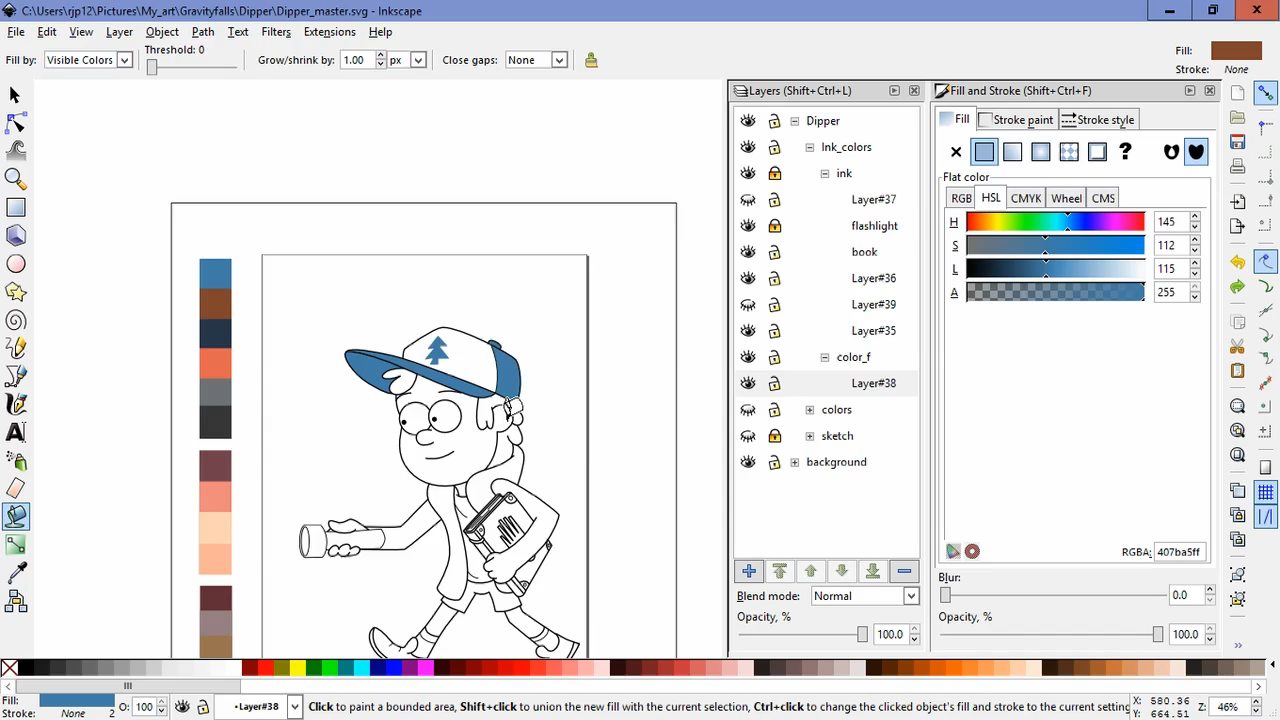 C:\Users\rjp12\Pictures\My_art\Gravityfalls\Dipper\Dipper_master.svg - Inkscape
File Edit View Layer Object Path Text Filters Extensions Help
Fill by: Visible Colors Threshold: 0 Grow/shrink by: 1.00 px Close gaps: None
Fill:
Stroke: None
Layers (Shift+Ctrl+L)
Dipper
Ink_colors
ink
Layer#37
flashlight
book
Layer#36
Layer#39
Layer#35
color_f
Layer#38
colors
sketch
background
Blend mode: Normal
Opacity, %
100.0
Fill and Stroke (Shift+Ctrl+F)
Fill Stroke paint Stroke style
Flat color
RGB HSL CMYK Wheel CMS
H 145
S 112
L 115
A 255
RGBA: 407ba5ff
Blur:
0.0
Opacity, %
100.0
Fill:
Stroke: None 2
O: 100
•Layer#38
Click to paint a bounded area, Shift+click to union the new fill with the current selection, Ctrl+click to change the clicked object's fill and stroke to the current setting
X: 580.36
Y: 664.51
Z: 46%